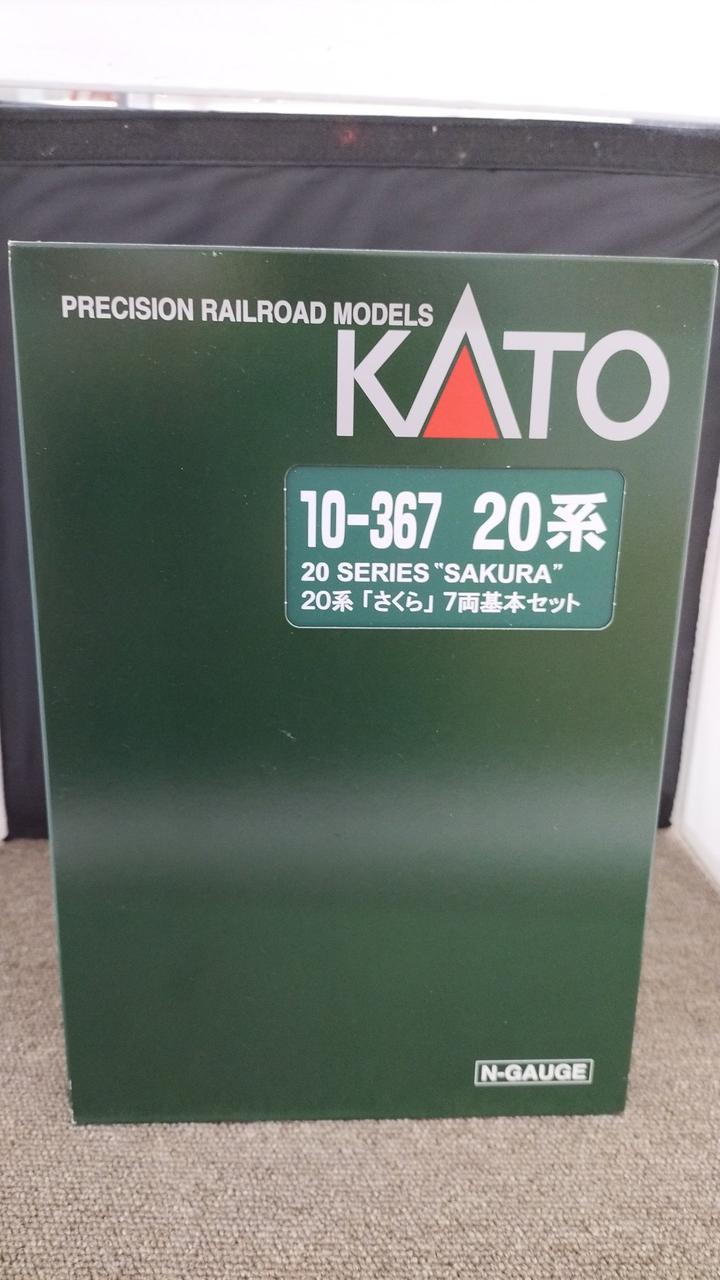 PRECISION RAILROAD MODELS
KATO
10-367 20系
20 SERIES "SAKURA"
20系「さくら」7両基本セット
N-GAUGE